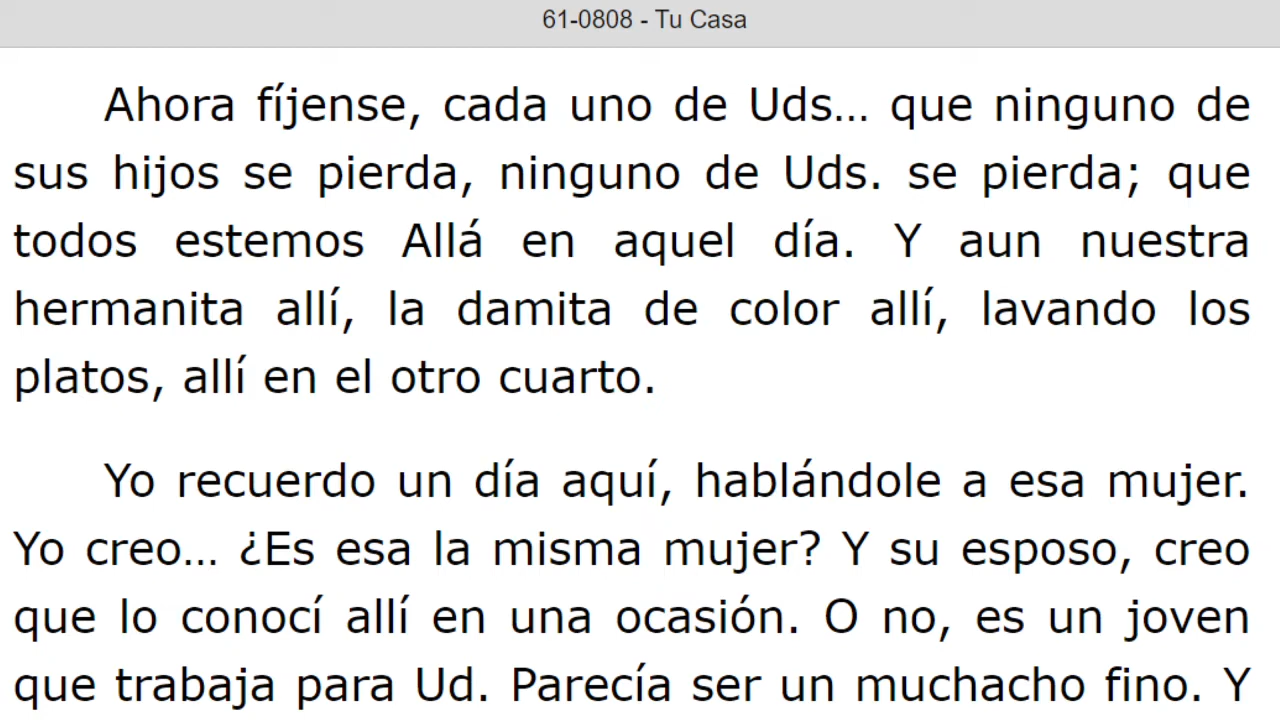 61-0808 - Tu Casa
Ahora fíjense, cada uno de Uds… que ninguno de
sus hijos se pierda, ninguno de Uds. se pierda; que
todos estemos Allá en aquel día. Y aun nuestra
hermanita allí, la damita de color allí, lavando los
platos, allí en el otro cuarto.
Yo recuerdo un día aquí, hablándole a esa mujer.
Yo creo… ¿Es esa la misma mujer? Y su esposo, creo
que lo conocí allí en una ocasión. O no, es un joven
que trabaja para Ud. Parecía ser un muchacho fino. Y